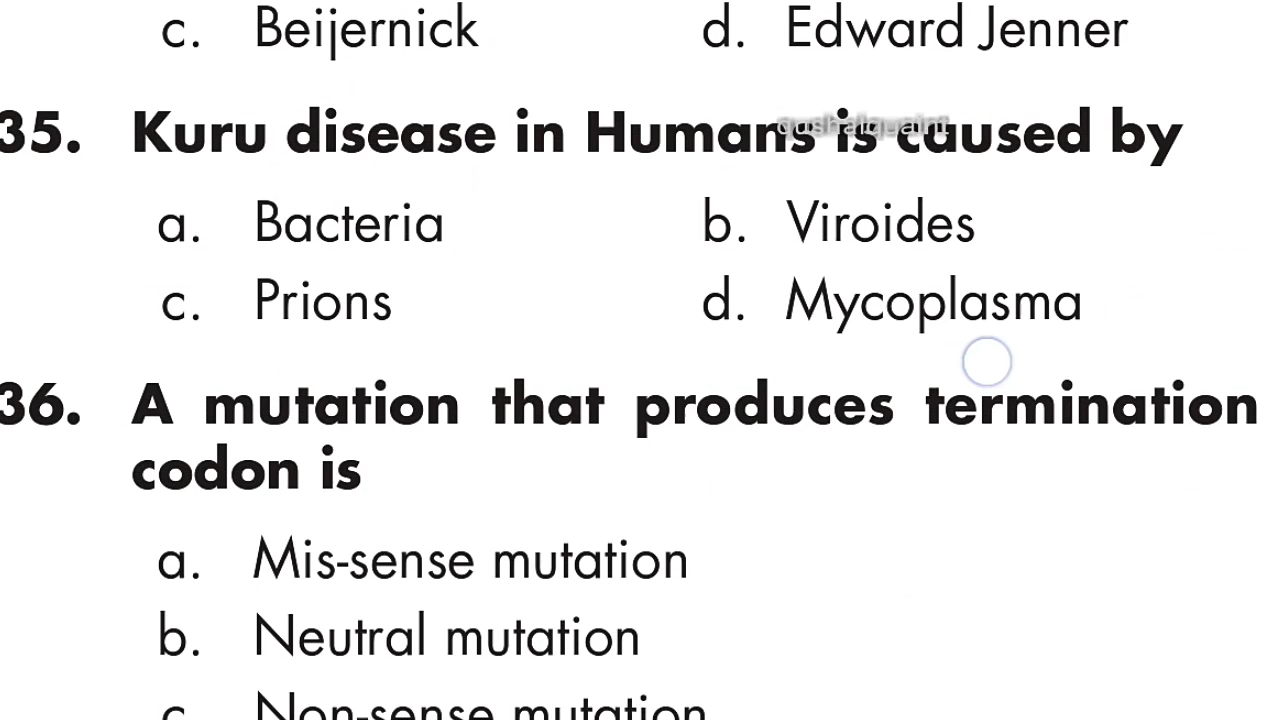 c. Beijernick d. Edward Jenner
35. Kuru disease in Humans is caused by
a. Bacteria b. Viroides
c. Prions d. Mycoplasma
36. A mutation that produces termination
codon is
a. Mis-sense mutation
b. Neutral mutation
c. Non-sense mutation